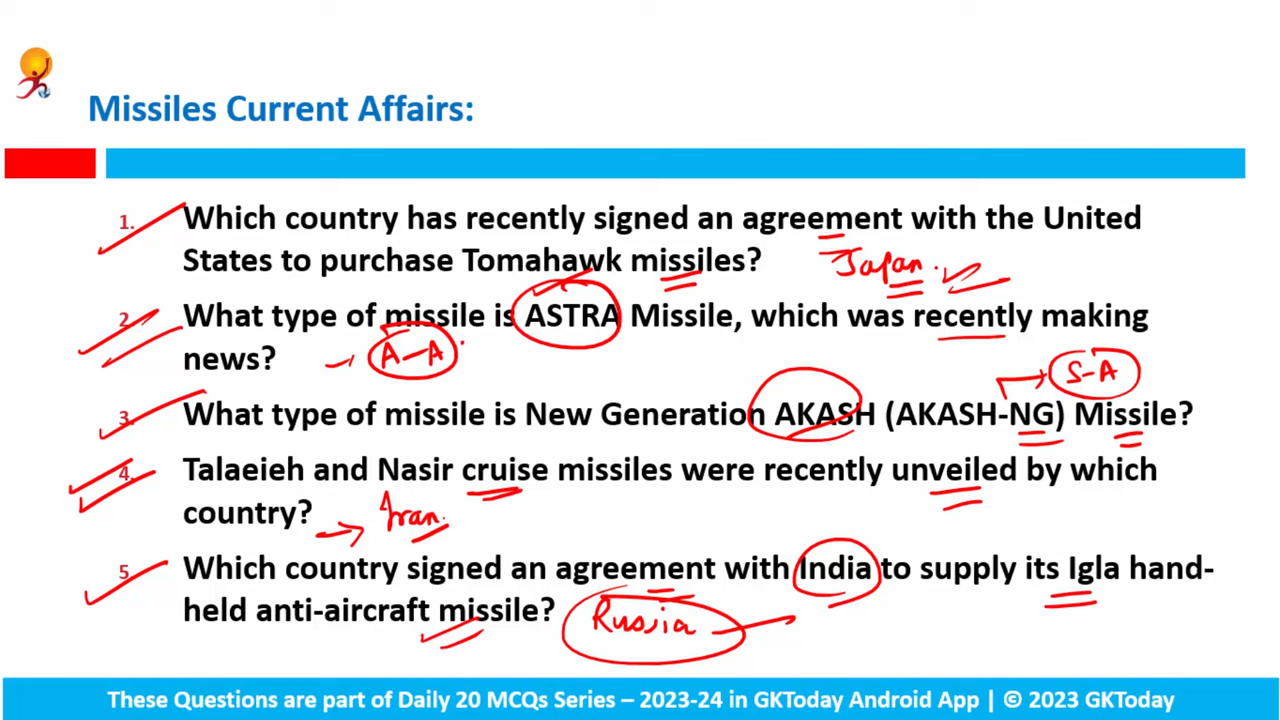 Missiles Current Affairs:
1. Which country has recently signed an agreement with the United
States to purchase Tomahawk missiles?
Japan.
2. What type of missile is ASTRA Missile, which was recently making
news?
A-A
S-A
3. What type of missile is New Generation AKASH (AKASH-NG) Missile?
4. Talaeieh and Nasir cruise missiles were recently unveiled by which
country?
Iran.
5 Which country signed an agreement with India to supply its Igla hand-
held anti-aircraft missile?
Russia
These Questions are part of Daily 20 MCQs Series – 2023-24 in GKToday Android App | © 2023 GKToday